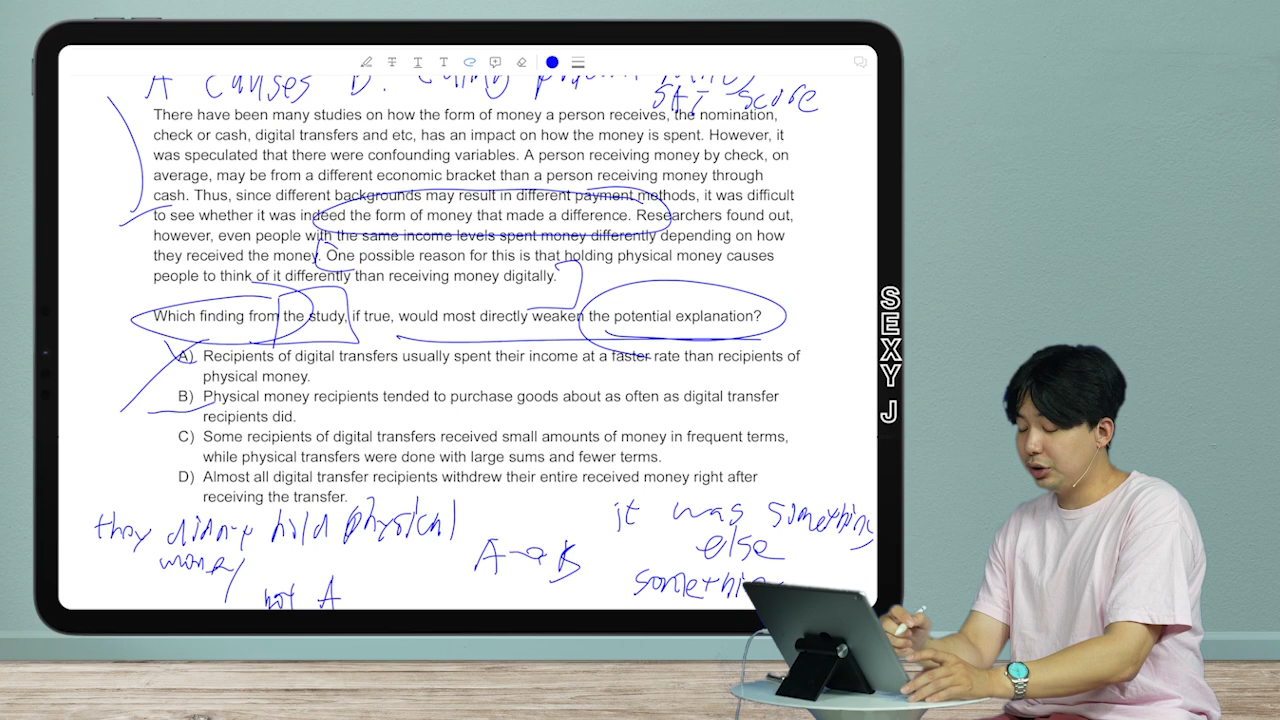 A causes B.
SAT score
There have been many studies on how the form of money a person receives, the nomination,
check or cash, digital transfers and etc, has an impact on how the money is spent. However, it
was speculated that there were confounding variables. A person receiving money by check, on
average, may be from a different economic bracket than a person receiving money through
cash. Thus, since different backgrounds may result in different payment methods, it was difficult
to see whether it was indeed the form of money that made a difference. Researchers found out,
however, even people with the same income levels spent money differently depending on how
they received the money. One possible reason for this is that holding physical money causes
people to think of it differently than receiving money digitally.
Which finding from the study, if true, would most directly weaken the potential explanation?
A) Recipients of digital transfers usually spent their income at a faster rate than recipients of
physical money.
B) Physical money recipients tended to purchase goods about as often as digital transfer
recipients did.
C) Some recipients of digital transfers received small amounts of money in frequent terms,
while physical transfers were done with large sums and fewer terms.
D) Almost all digital transfer recipients withdrew their entire received money right after
receiving the transfer.
they didn't hold physical
money
not A
A → B
it was something
else
SEXY J